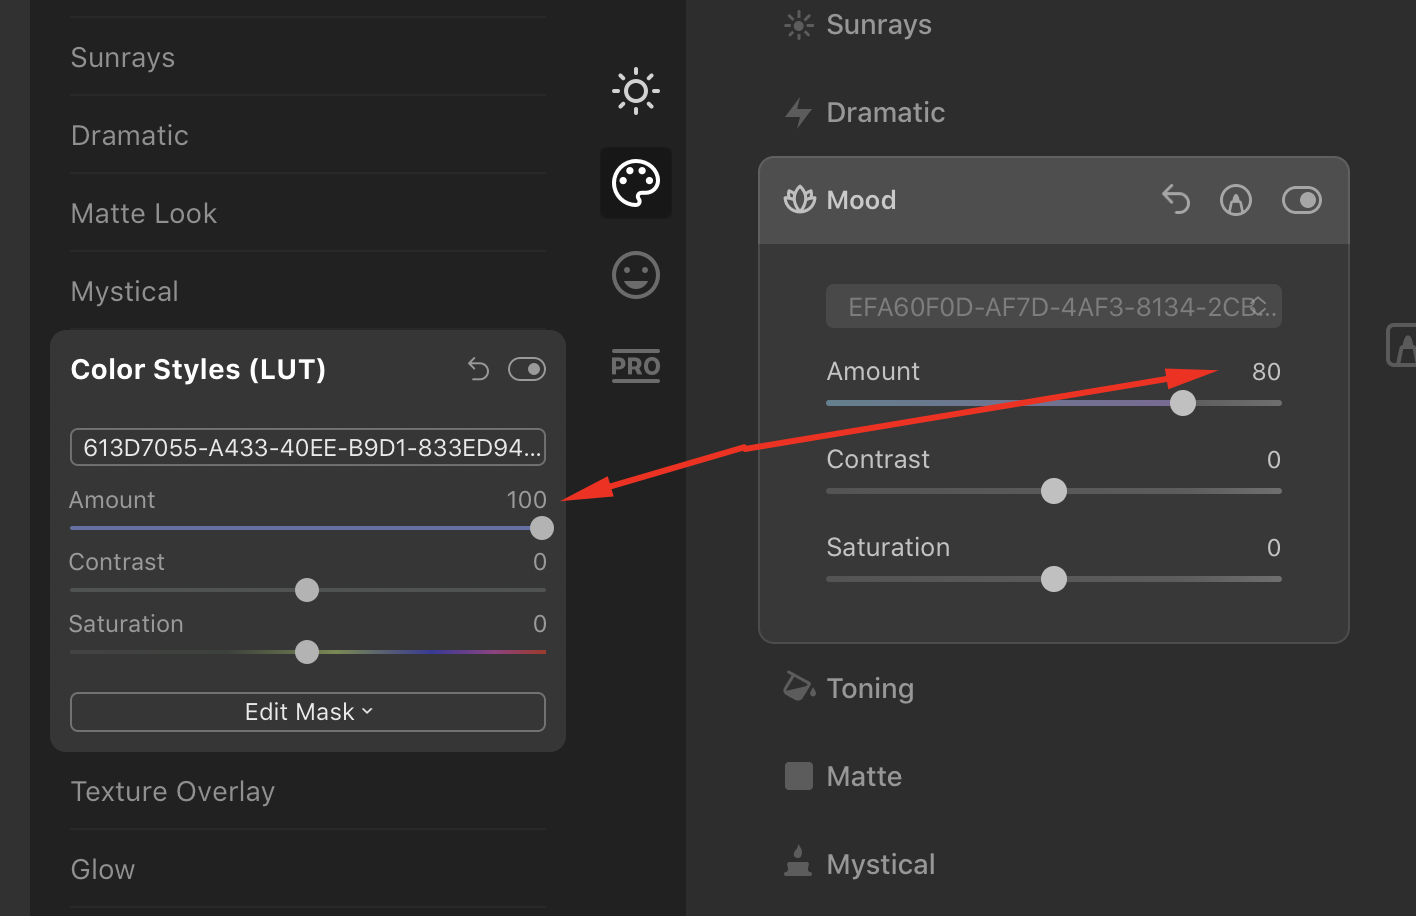 Sunrays
Dramatic
Matte Look
Mystical
Color Styles (LUT)
613D7055-A433-40EE-B9D1-833ED94...
Amount 100
Contrast 0
Saturation 0
Edit Mask
Texture Overlay
Glow
PRO
Sunrays
Dramatic
Mood
EFA60F0D-AF7D-4AF3-8134-2CB...
Amount 80
Contrast 0
Saturation 0
Toning
Matte
Mystical